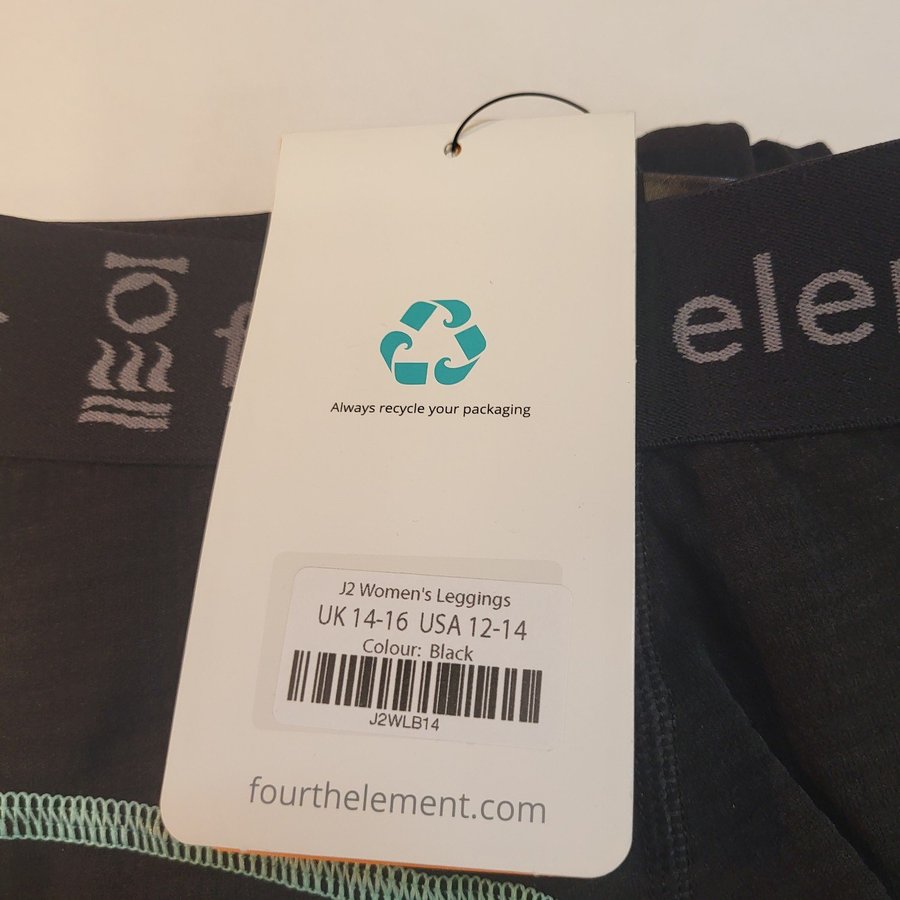 elem
Always recycle your packaging
J2 Women's Leggings
UK 14-16 USA 12-14
Colour: Black
J2WLB14
fourthelement.com